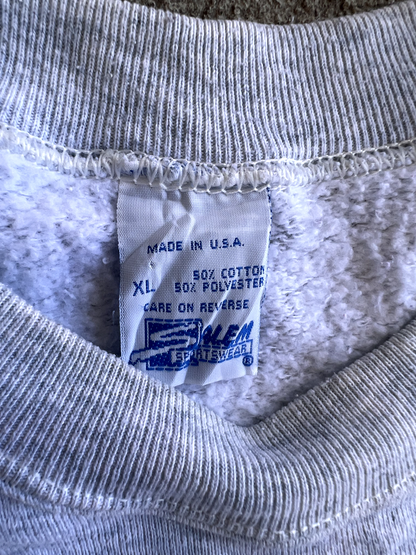 MADE IN U.S.A.
XL 50% COTTON
50% POLYESTER
CARE ON REVERSE
SALEM
SPORTSWEAR ®